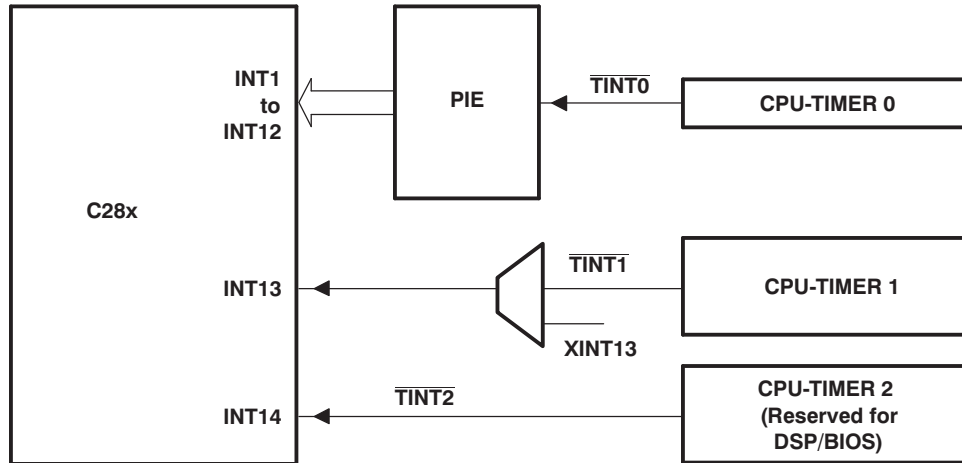 INT1
to
INT12
PIE
TINT0
CPU-TIMER 0
C28x
INT13
TINT1
CPU-TIMER 1
XINT13
INT14
TINT2
CPU-TIMER 2
(Reserved for
DSP/BIOS)